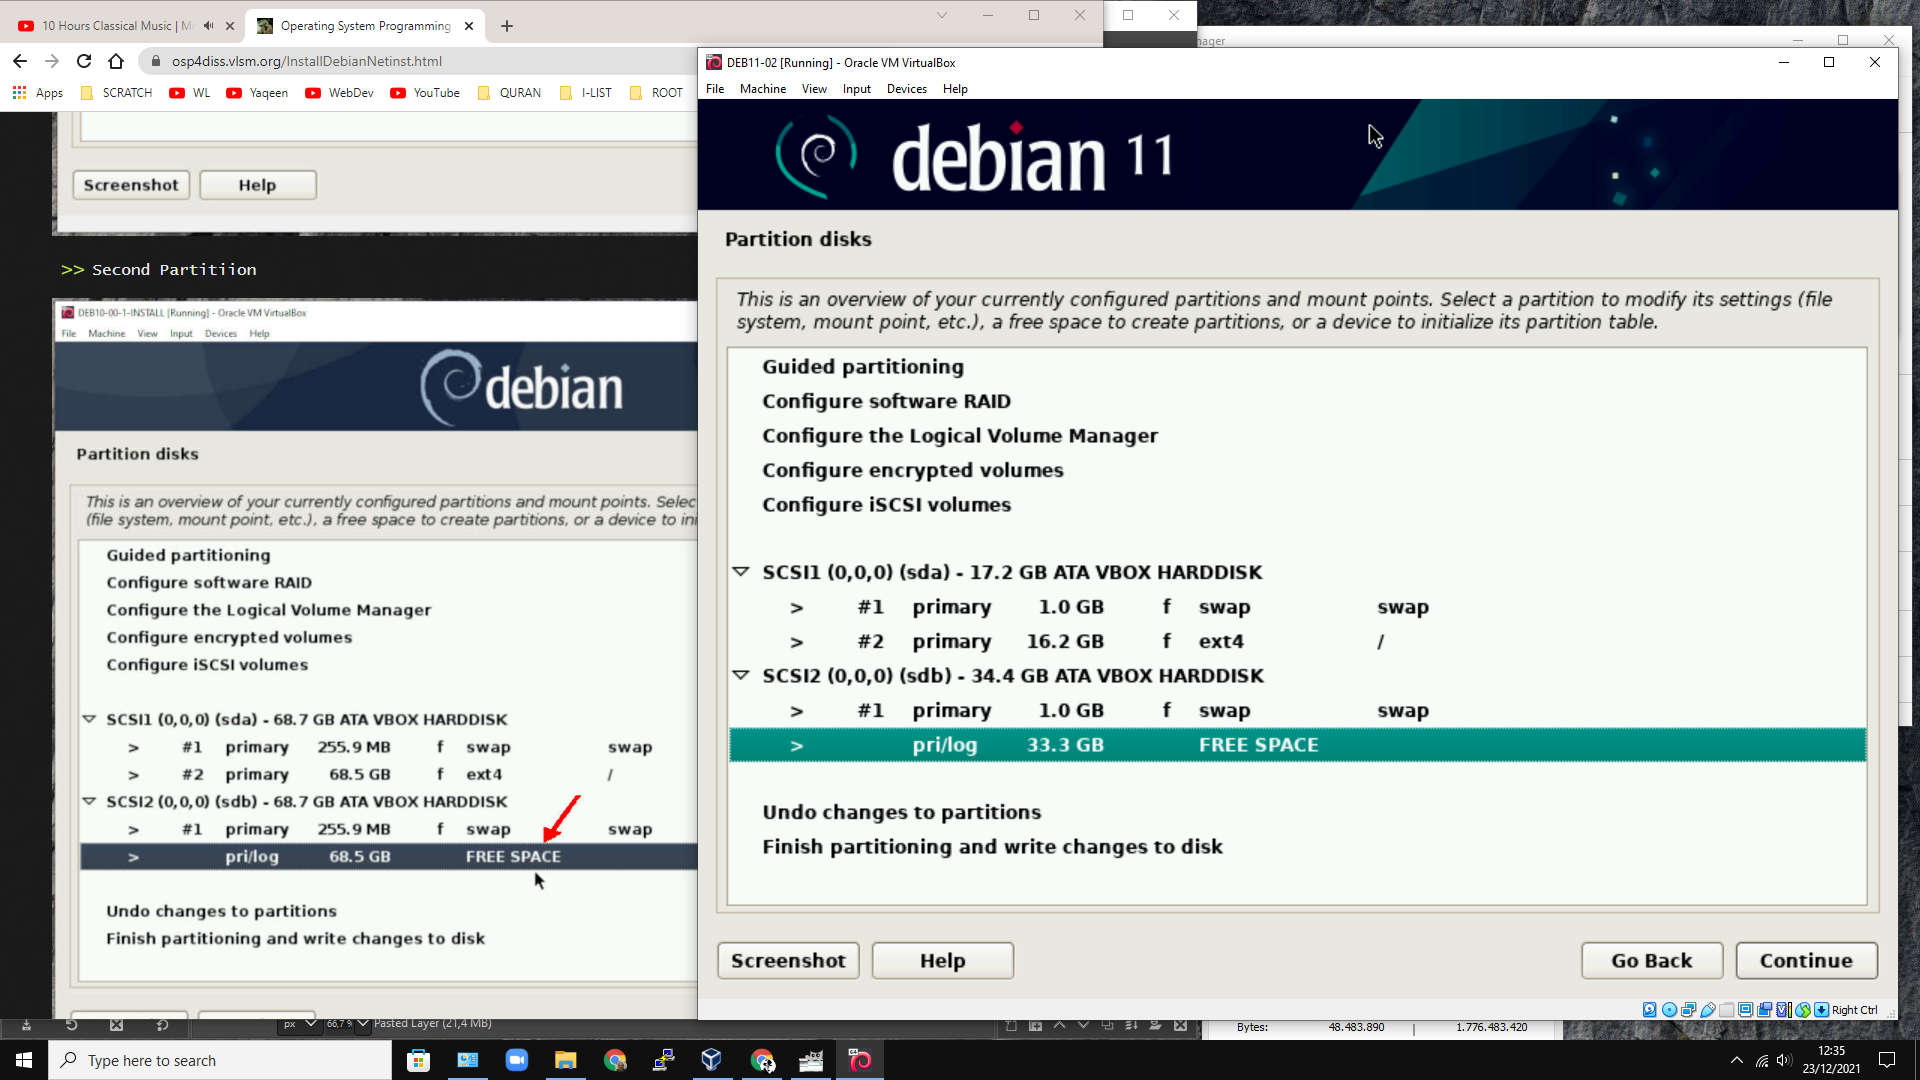 10 Hours Classical Music | M
Operating System Programming
osp4diss.vlsm.org/InstallDebianNetinst.html
Apps SCRATCH WL Yaqeen WebDev YouTube QURAN I-LIST ROOT
Screenshot Help
>> Second Partitiion
DEB10-00-1-INSTALL [Running] - Oracle VM VirtualBox
File Machine View Input Devices Help
debian
Partition disks
This is an overview of your currently configured partitions and mount points. Selec
(file system, mount point, etc.), a free space to create partitions, or a device to ini
Guided partitioning
Configure software RAID
Configure the Logical Volume Manager
Configure encrypted volumes
Configure iSCSI volumes
SCSI1 (0,0,0) (sda) - 68.7 GB ATA VBOX HARDDISK
> #1 primary 255.9 MB f swap swap
> #2 primary 68.5 GB f ext4 /
SCSI2 (0,0,0) (sdb) - 68.7 GB ATA VBOX HARDDISK
> #1 primary 255.9 MB f swap swap
> pri/log 68.5 GB FREE SPACE
Undo changes to partitions
Finish partitioning and write changes to disk
px 66,7 Pasted Layer (21,4 MB)
nager
DEB11-02 [Running] - Oracle VM VirtualBox
File Machine View Input Devices Help
debian 11
Partition disks
This is an overview of your currently configured partitions and mount points. Select a partition to modify its settings (file
system, mount point, etc.), a free space to create partitions, or a device to initialize its partition table.
Guided partitioning
Configure software RAID
Configure the Logical Volume Manager
Configure encrypted volumes
Configure iSCSI volumes
SCSI1 (0,0,0) (sda) - 17.2 GB ATA VBOX HARDDISK
> #1 primary 1.0 GB f swap swap
> #2 primary 16.2 GB f ext4 /
SCSI2 (0,0,0) (sdb) - 34.4 GB ATA VBOX HARDDISK
> #1 primary 1.0 GB f swap swap
> pri/log 33.3 GB FREE SPACE
Undo changes to partitions
Finish partitioning and write changes to disk
Screenshot Help Go Back Continue
Right Ctrl
Bytes: 48.483.890 | 1.776.483.420
Type here to search
12:35
23/12/2021